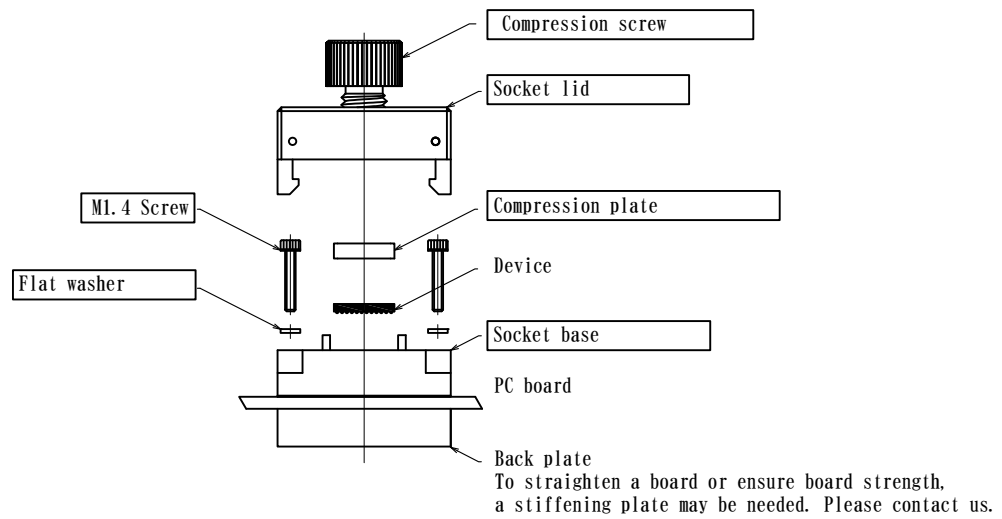 Compression screw
Socket lid
M1.4 Screw
Compression plate
Device
Flat washer
Socket base
PC board
Back plate
To straighten a board or ensure board strength,
a stiffening plate may be needed. Please contact us.